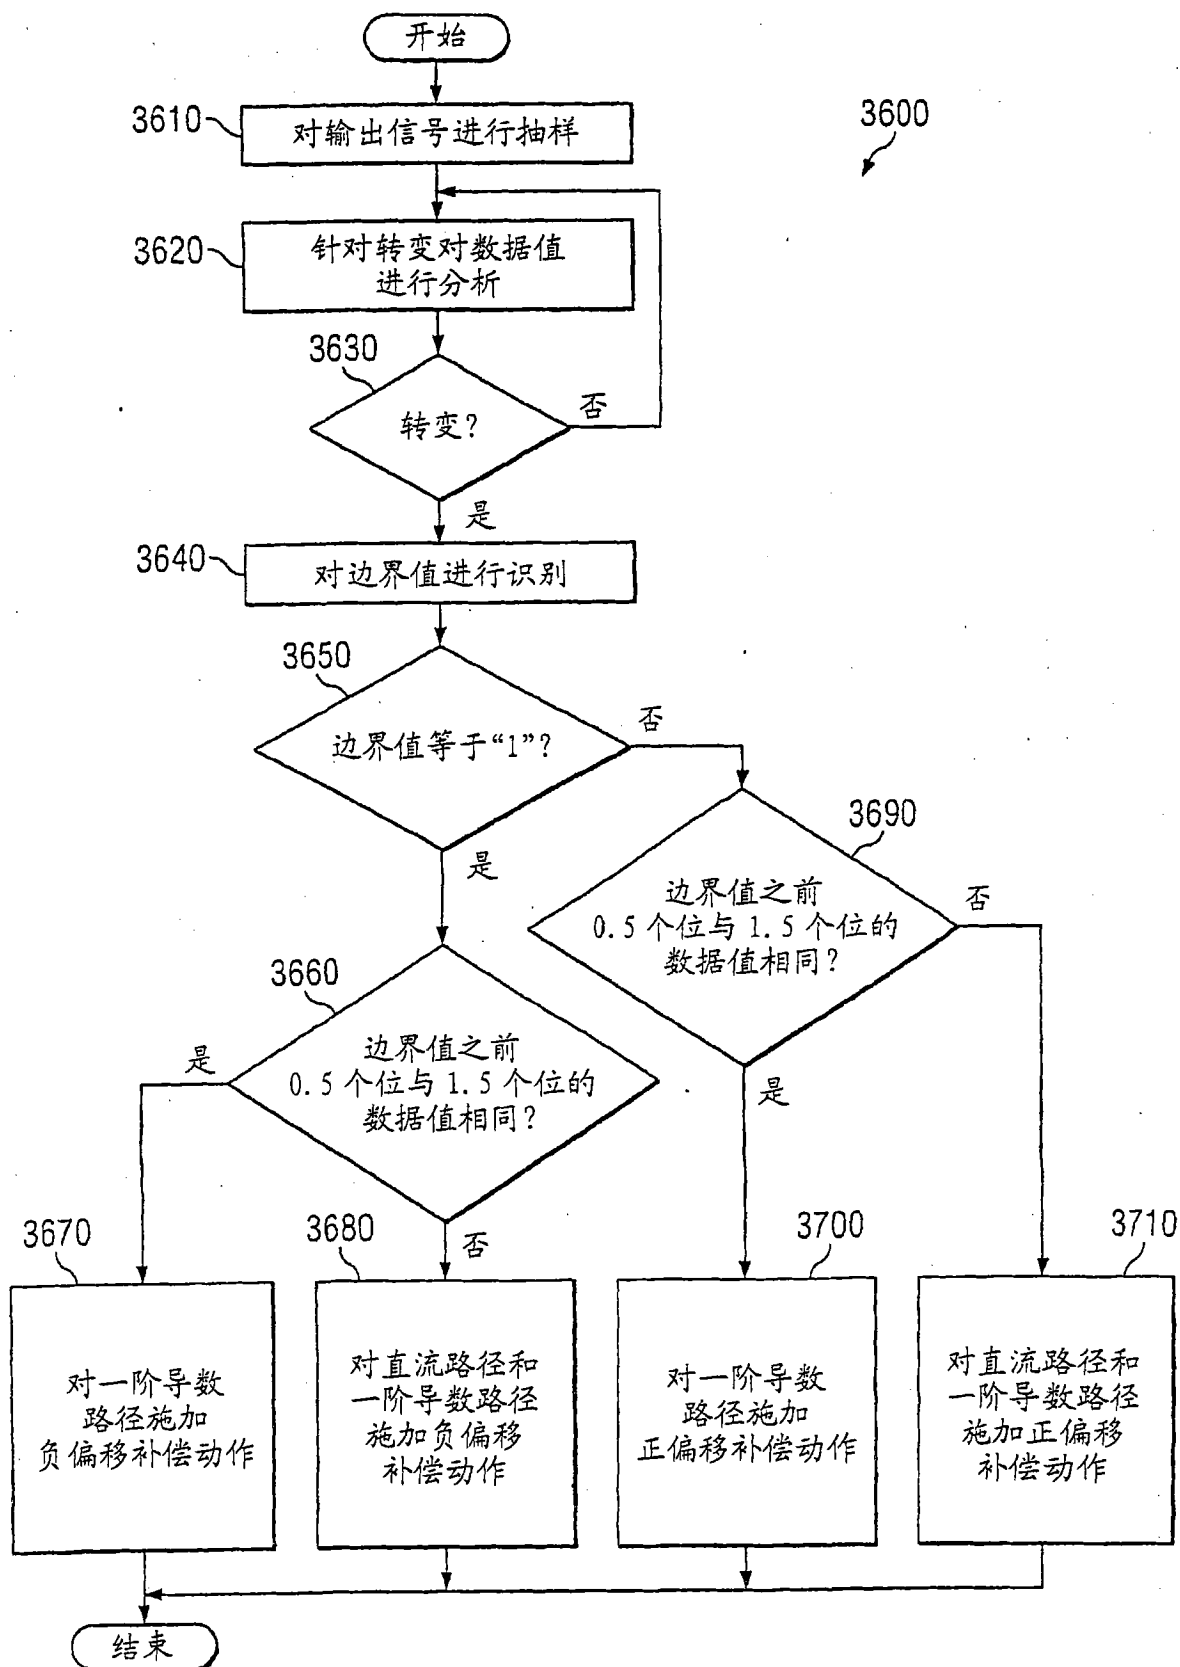 开始
3610
对输出信号进行抽样
3600
3620
针对转变对数据值
进行分析
3630
转变?
否
是
3640
对边界值进行识别
3650
边界值等于“1”?
否
是
3690
边界值之前
0.5个位与1.5个位的
数据值相同?
否
是
3660
边界值之前
0.5个位与1.5个位的
数据值相同?
是
否
3670
对一阶导数
路径施加
负偏移补偿动作
3680
对直流路径和
一阶导数路径
施加负偏移
补偿动作
3700
对一阶导数
路径施加
正偏移补偿动作
3710
对直流路径和
一阶导数路径
施加正偏移
补偿动作
结束